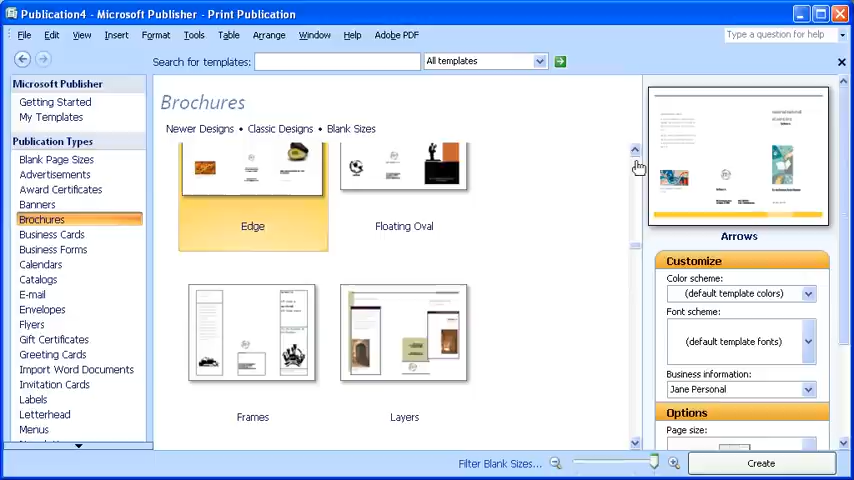 Publication4 - Microsoft Publisher - Print Publication
File Edit View Insert Format Tools Table Arrange Window Help Adobe PDF
Type a question for help
Search for templates:
All templates
Microsoft Publisher
Getting Started
My Templates
Publication Types
Blank Page Sizes
Advertisements
Award Certificates
Banners
Brochures
Business Cards
Business Forms
Calendars
Catalogs
E-mail
Envelopes
Flyers
Gift Certificates
Greeting Cards
Import Word Documents
Invitation Cards
Labels
Letterhead
Menus
Brochures
Newer Designs • Classic Designs • Blank Sizes
Edge
Floating Oval
Frames
Layers
Filter Blank Sizes...
Arrows
Customize
Color scheme:
(default template colors)
Font scheme:
(default template fonts)
Business information:
Jane Personal
Options
Page size:
Create